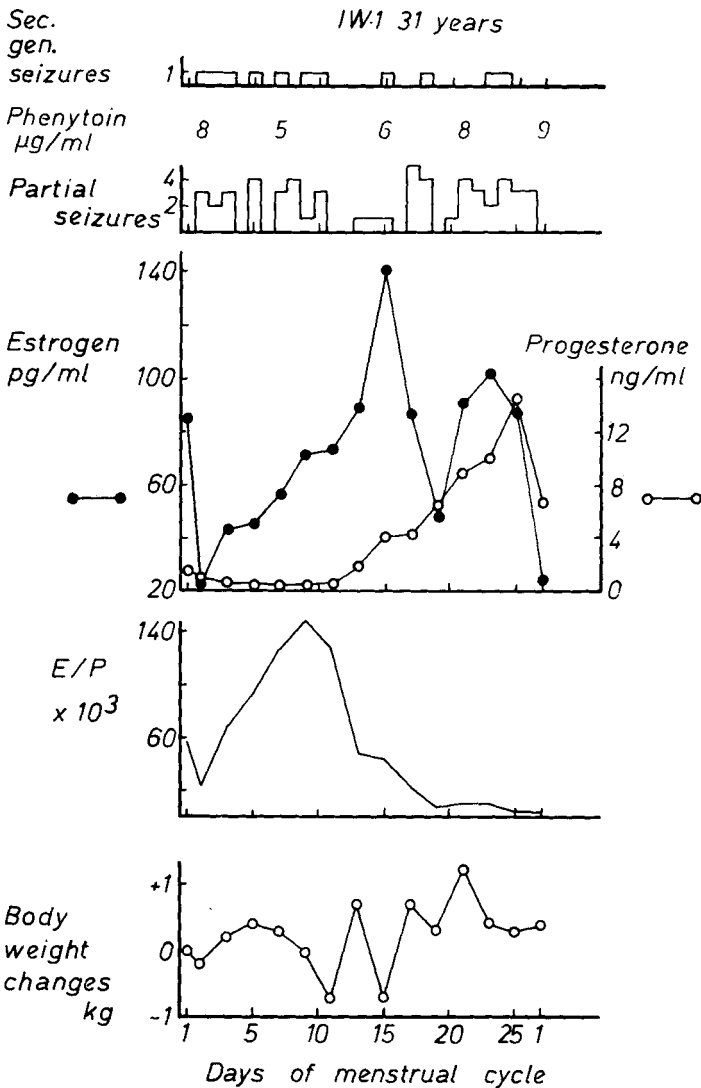 Sec.
gen.
seizures
IW·1 31 years
1
Phenytoin
µg/ml
8 5 6 8 9
Partial
seizures
4
2
Estrogen
pg/ml
140
100
60
20
Progesterone
ng/ml
12
8
4
0
E/P
x 10³
140
60
Body
weight
changes
kg
+1
0
-1
1 5 10 15 20 25 1
Days of menstrual cycle